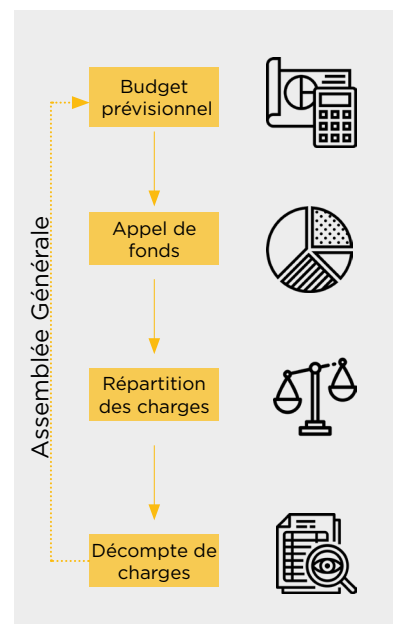 Budget
prévisionnel
Appel de
fonds
Répartition
des charges
Décompte de
charges
Assemblée Générale